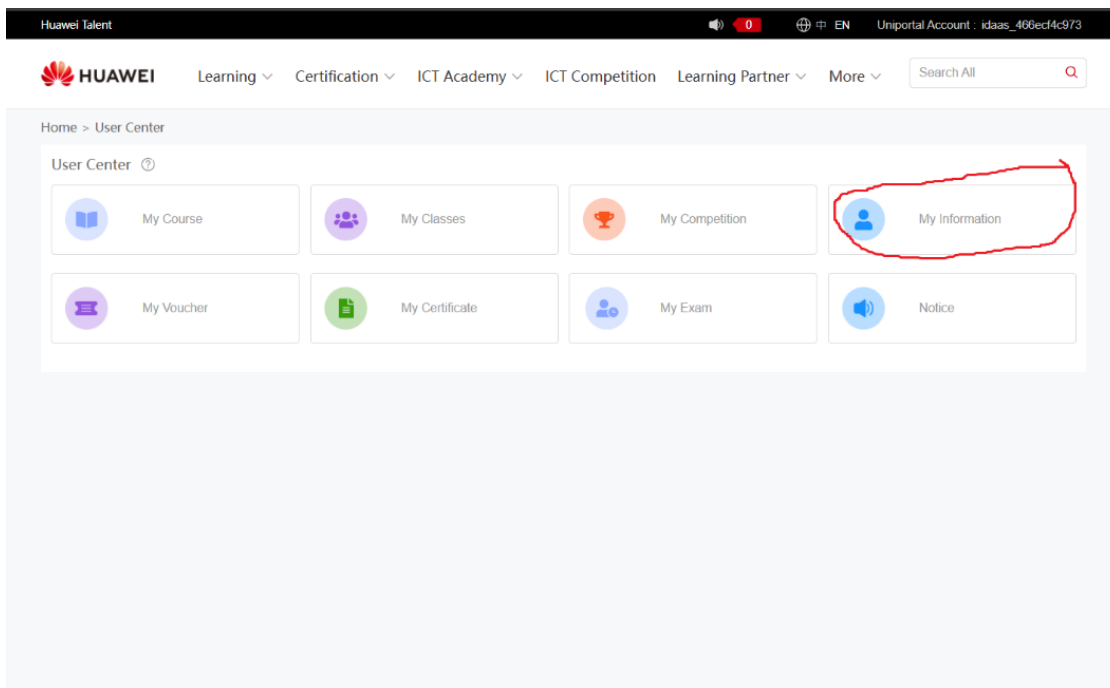 Huawei Talent 0 中 EN Uniportal Account : idaas_466ecf4c973
HUAWEI Learning Certification ICT Academy ICT Competition Learning Partner More Search All
Home > User Center
User Center ?
My Course My Classes My Competition My Information
My Voucher My Certificate My Exam Notice